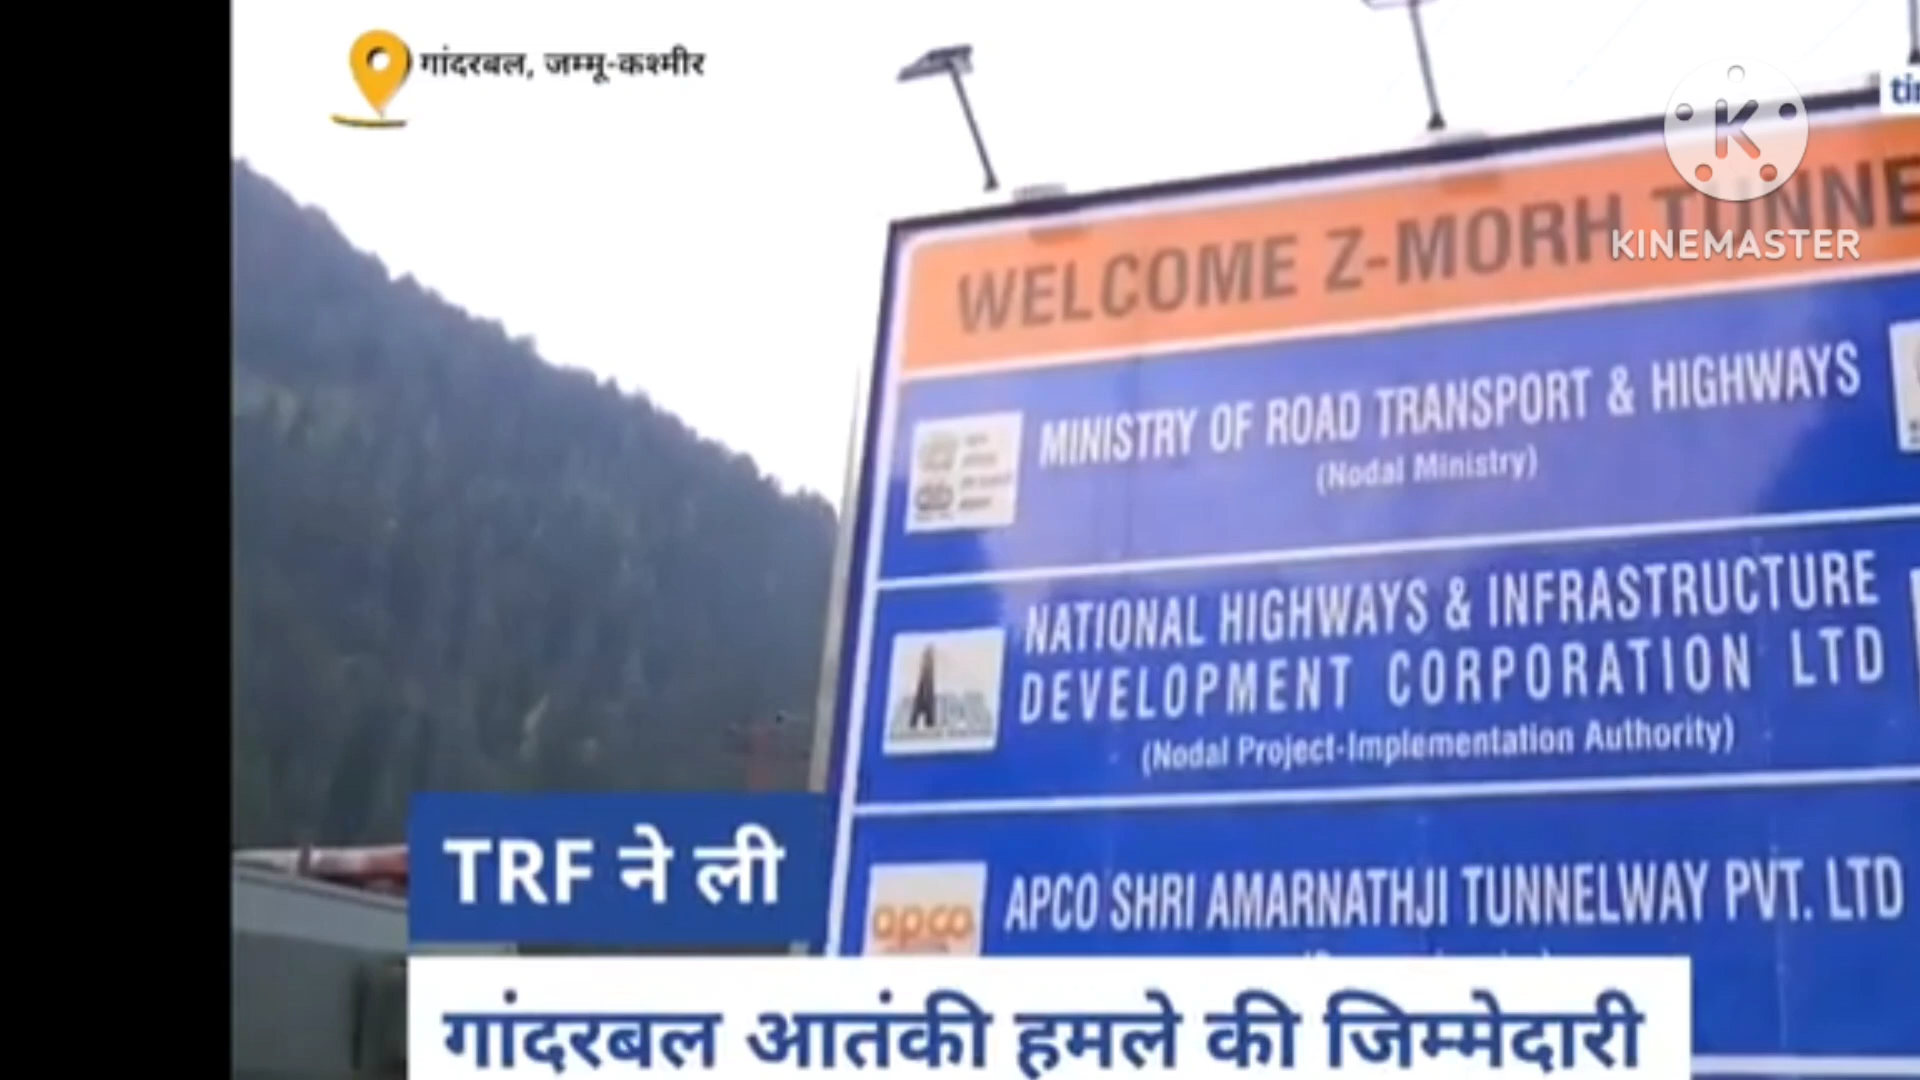 गांदरबल, जम्मू-कश्मीर
KINEMASTER
WELCOME Z-MORH TUNNE
MINISTRY OF ROAD TRANSPORT & HIGHWAYS
(Nodal Ministry)
NATIONAL HIGHWAYS & INFRASTRUCTURE
DEVELOPMENT CORPORATION LTD
(Nodal Project-Implementation Authority)
apco
APCO SHRI AMARNATHJI TUNNELWAY PVT. LTD
TRF ने ली
गांदरबल आतंकी हमले की जिम्मेदारी